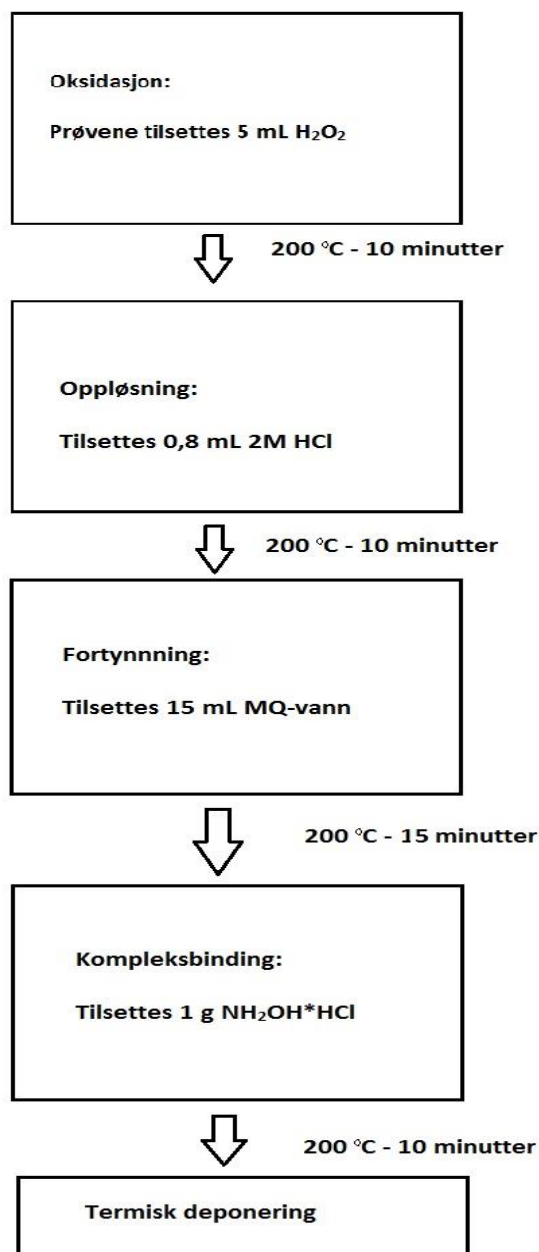 Oksidasjon:
Prøvene tilsettes 5 mL H₂O₂
200 °C - 10 minutter
Oppløsning:
Tilsettes 0,8 mL 2M HCl
200 °C - 10 minutter
Fortynnning:
Tilsettes 15 mL MQ-vann
200 °C - 15 minutter
Kompleksbinding:
Tilsettes 1 g NH₂OH*HCl
200 °C - 10 minutter
Termisk deponering